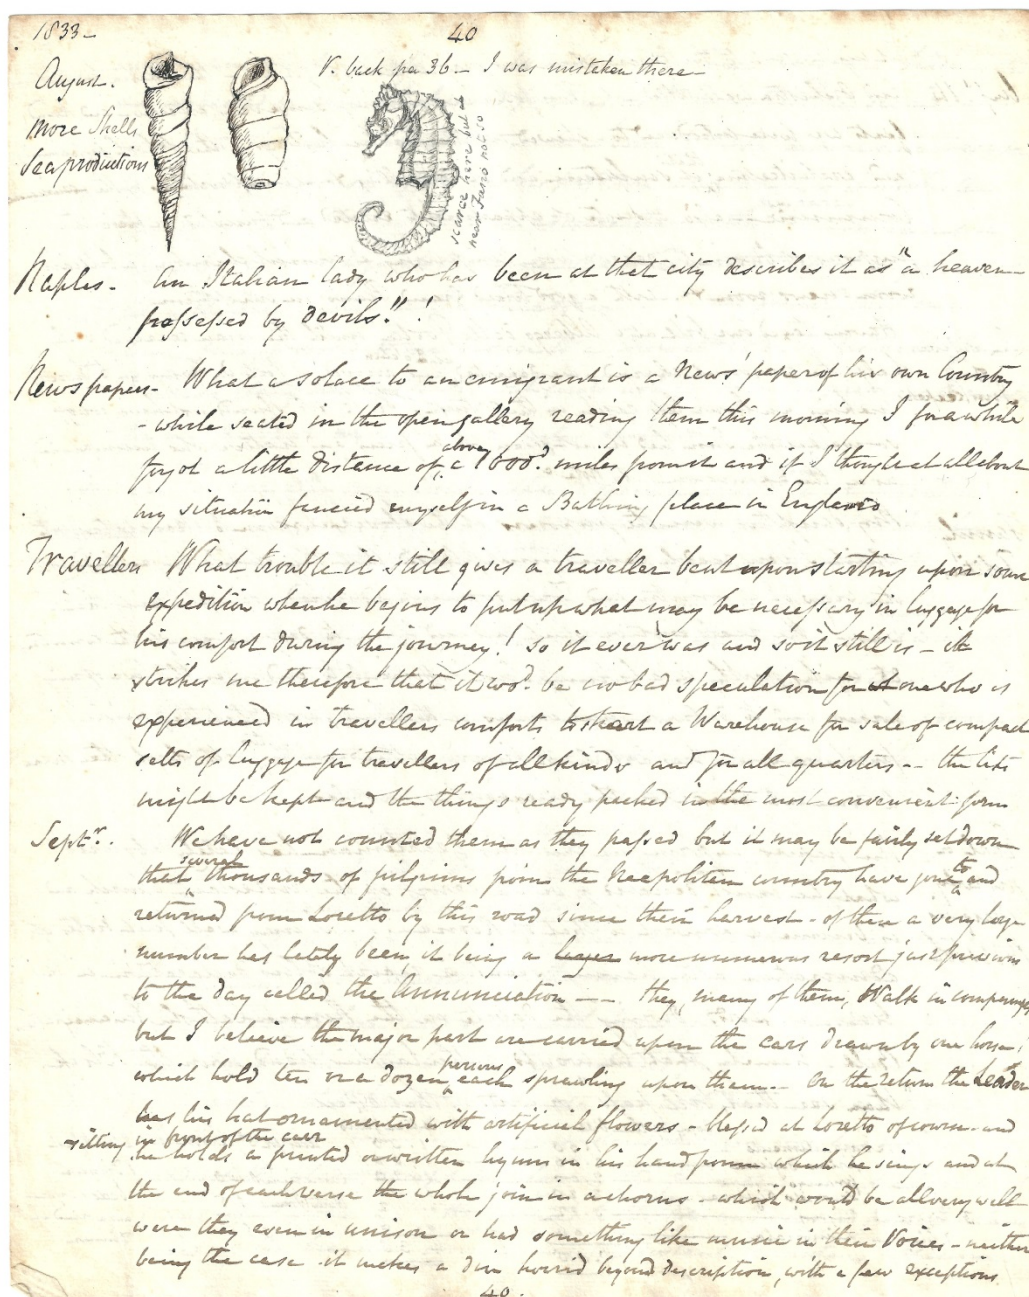 1833 -
40
August.
V. back pa 36 - I was mistaken there -
more Shells
Sea productions
scarce here but
near Fano not so
Naples - An Italian lady who has been at that city describes it as "a heaven -
possessed by devils"!
Newspapers - What a solace to an emigrant is a News'paper of his own Country
- while seated in the open gallery reading them this morning I for a while
forgot a little distance of above a 1000d. miles from it and if I thought at all about
my situation fancied myself in a Bathing place in England
Travellers What trouble it still gives a traveller bent upon starting upon some
expedition when he begins to put up what may be necessary in luggage for
his comfort during the journey! So it ever was and so it still is - it
strikes me therefore that it wod. be no bad speculation for one who is
experienced in travellers comforts to start a Warehouse for sale of compact
setts of luggage for travellers of all kinds and for all quarters -- the lists
might be kept and the things ready packed in the most convenient form
Septr. We have not counted them as they passed but it may be fairly set down
that several thousands of pilgrims from the Neapolitan country have gone to and
returned from Loretto by this road since their harvest - of them a very large
number has lately been, it being a larger more numerous resort just previous
to the day called the Annunciation -- they, many of them, Walk in companys
but I believe the major part are carried upon the cars drawn by one horse,
which hold ten or a dozen persons each sprawling upon them - On the return the Leader
has his hat ornamented with artificial flowers - blessed at Loretto of course - and
sitting in front of the carr
he holds a printed or written hymn in his hand from which he sings and at
the end of each verse the whole join in a chorus - which would be all very well
were they even in unison or had something like music in their Voices - neither
being the case it makes a din horrid beyond description, with a few exceptions
40.